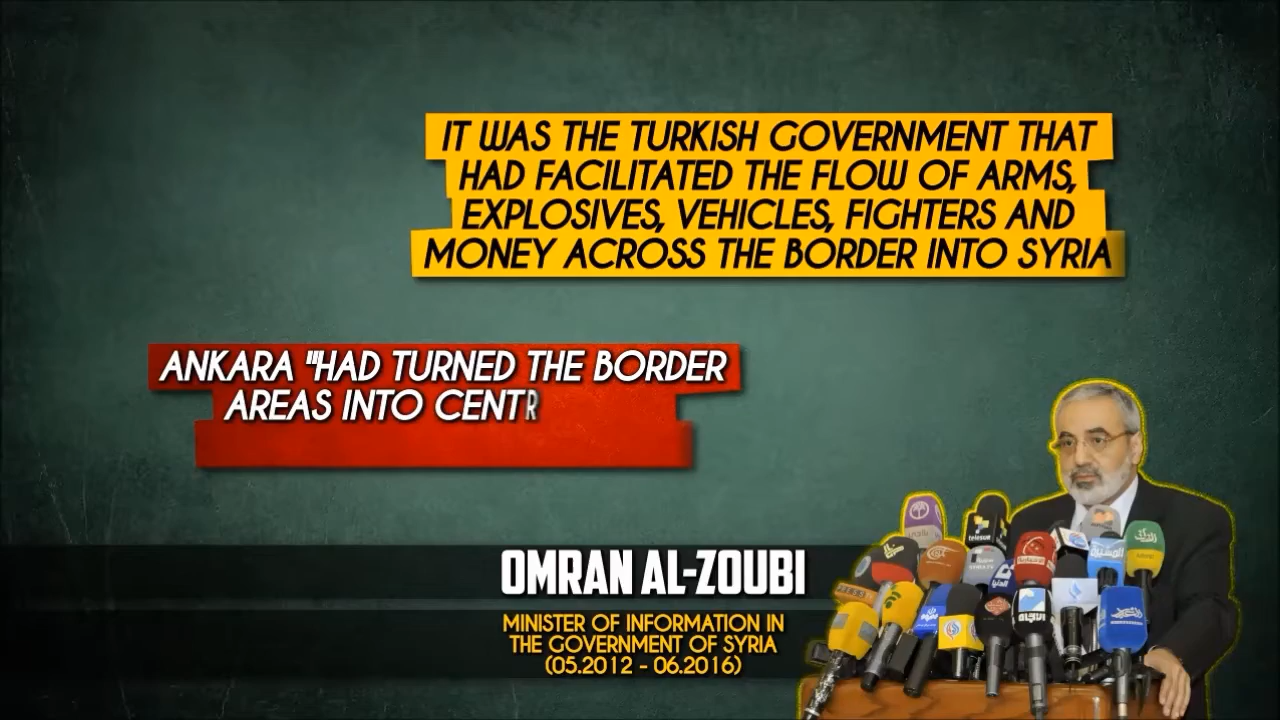 IT WAS THE TURKISH GOVERNMENT THAT
HAD FACILITATED THE FLOW OF ARMS,
EXPLOSIVES, VEHICLES, FIGHTERS AND
MONEY ACROSS THE BORDER INTO SYRIA
ANKARA "HAD TURNED THE BORDER
AREAS INTO CENTR
OMRAN AL-ZOUBI
MINISTER OF INFORMATION IN
THE GOVERNMENT OF SYRIA
(05.2012 - 06.2016)
telesur